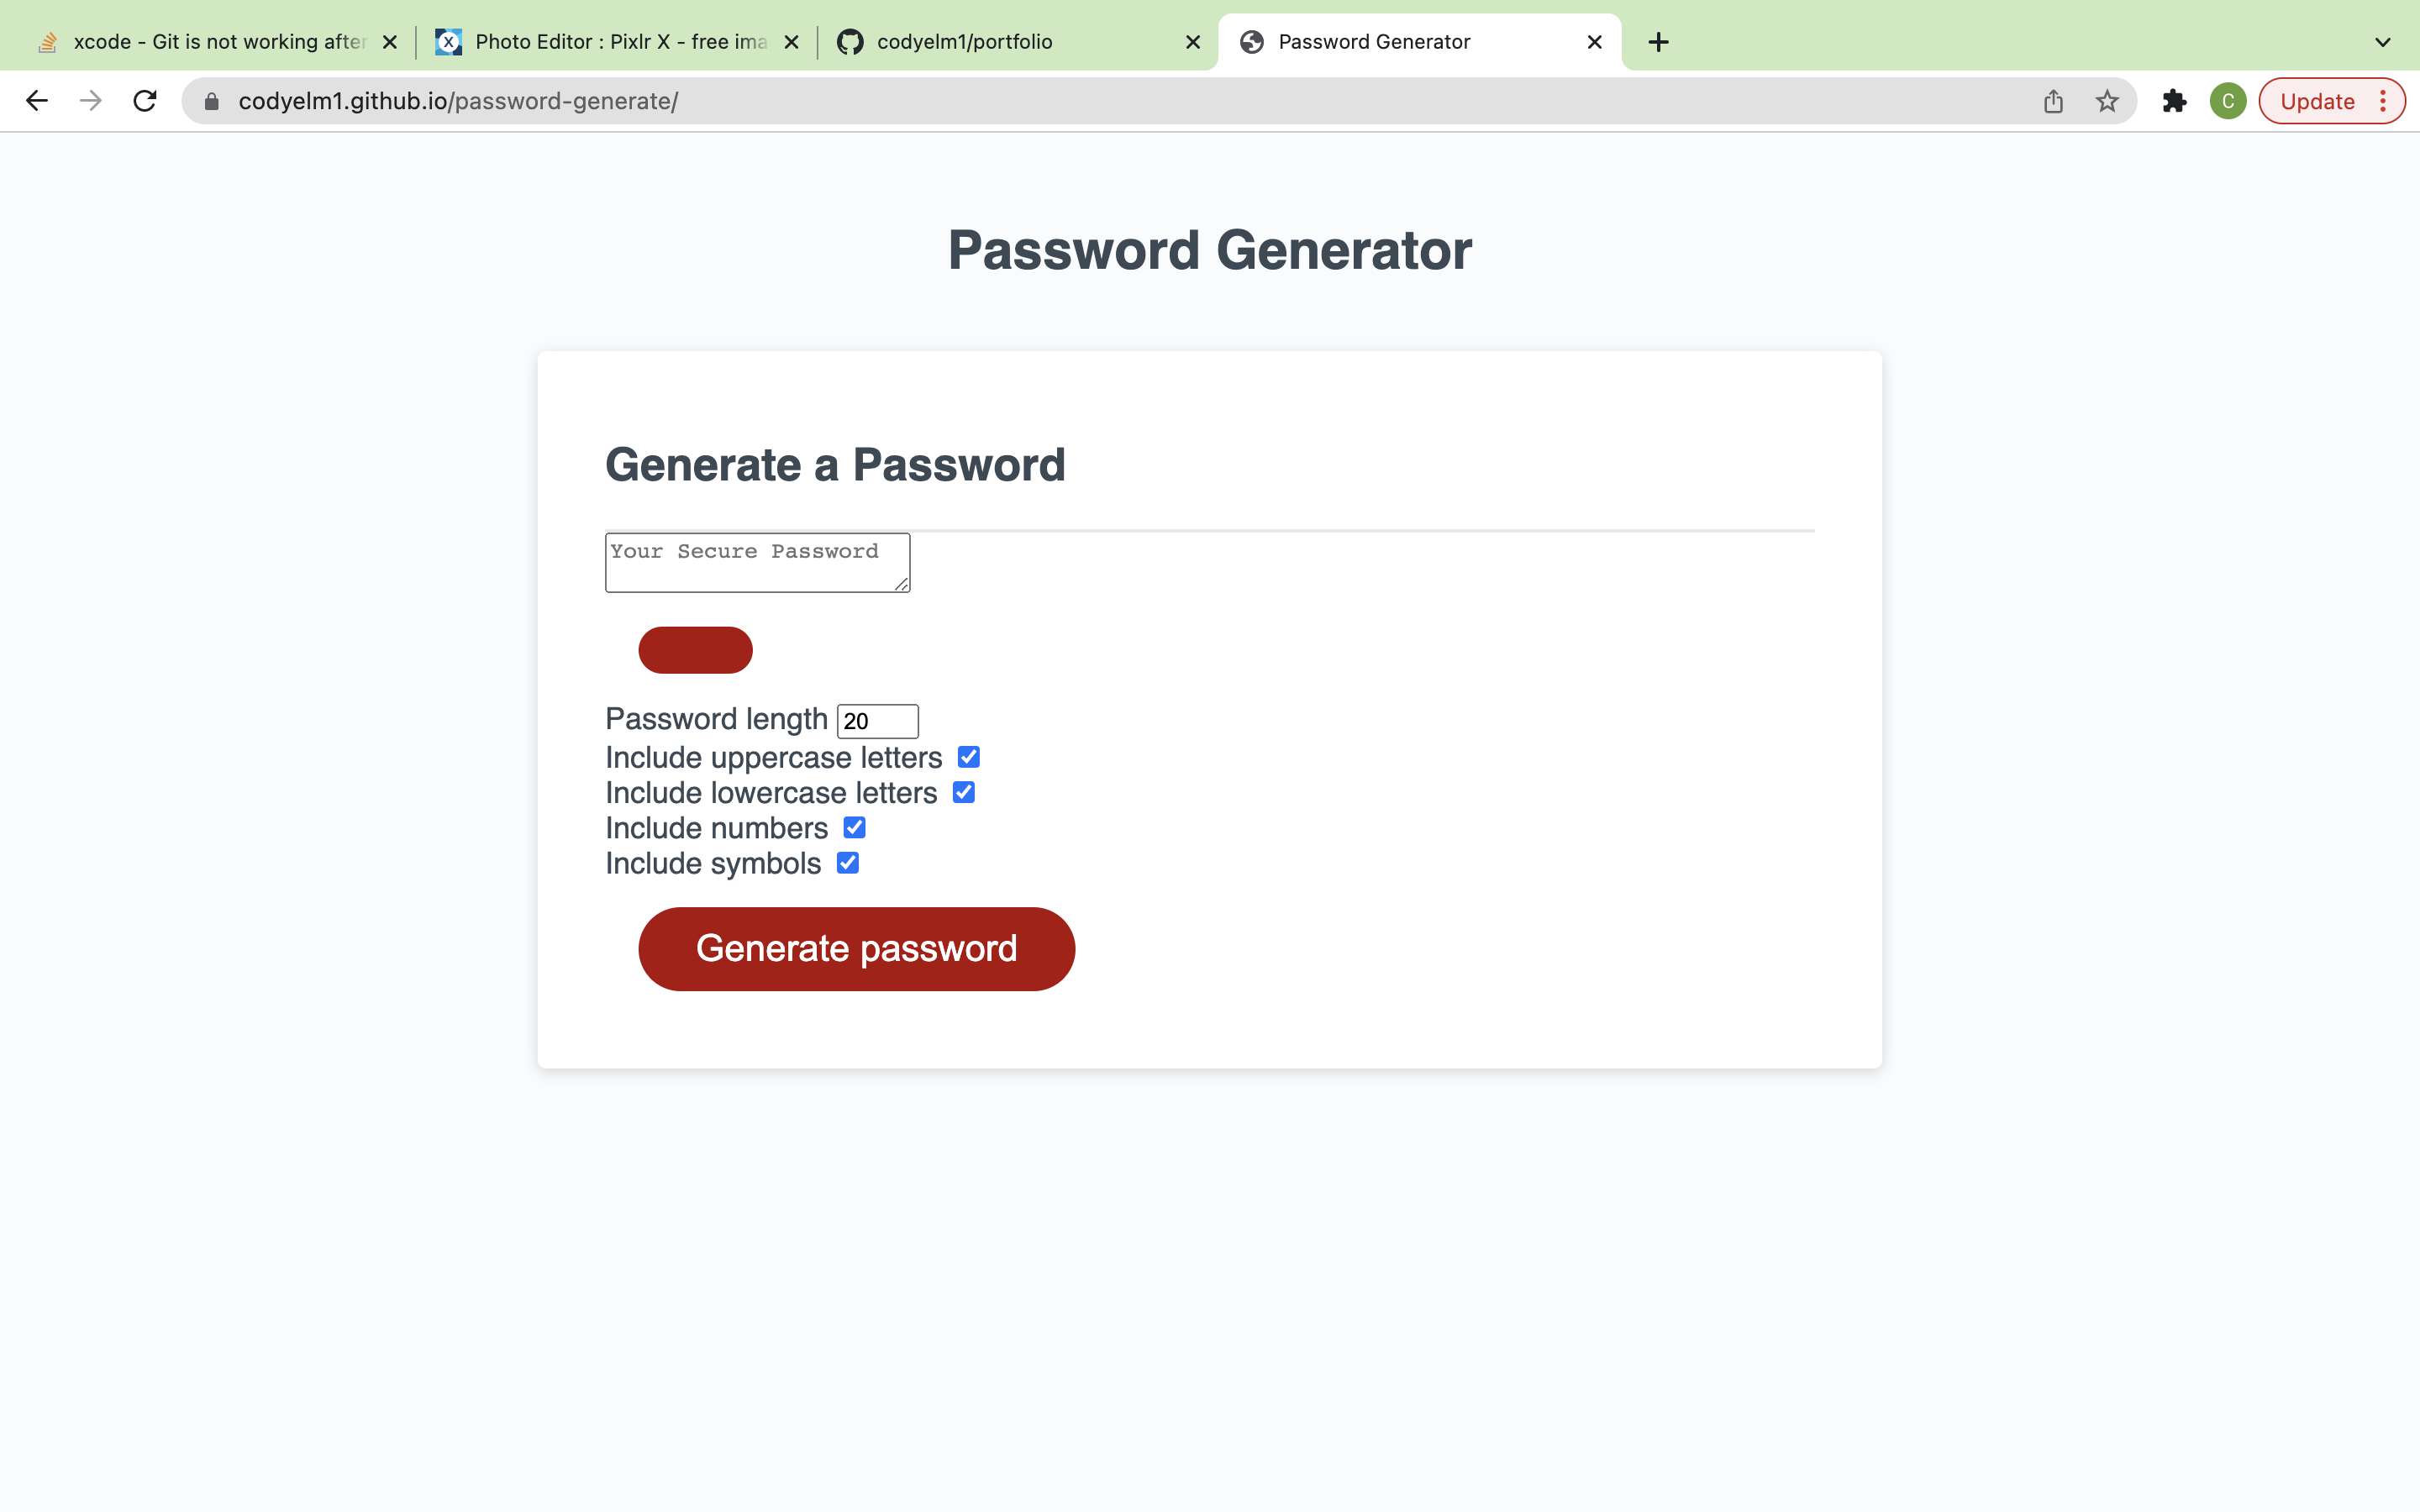 xcode - Git is not working after
Photo Editor : Pixlr X - free ima
codyelm1/portfolio
Password Generator
codyelm1.github.io/password-generate/
C
Update
Password Generator
Generate a Password
Your Secure Password
Password length 20
Include uppercase letters
Include lowercase letters
Include numbers
Include symbols
Generate password